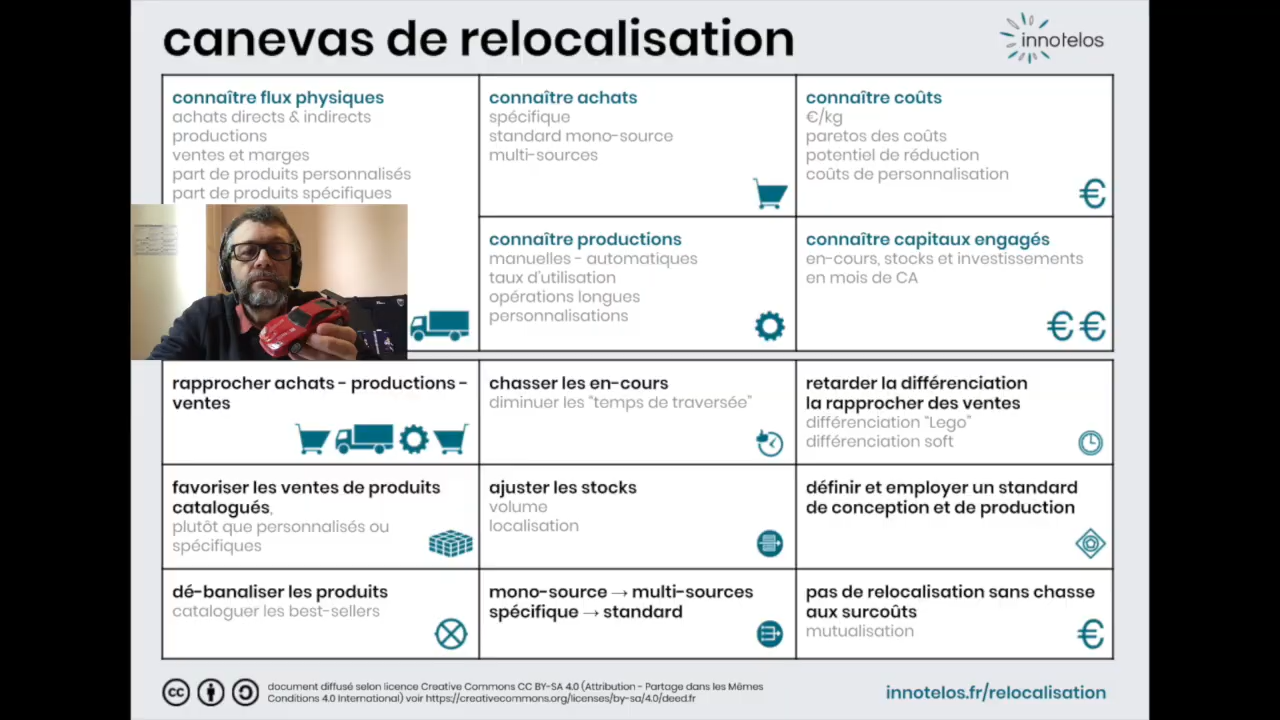 canevas de relocalisation
innotelos
connaître flux physiques
achats directs & indirects
productions
ventes et marges
part de produits personnalisés
part de produits spécifiques
connaître achats
spécifique
standard mono-source
multi-sources
connaître coûts
€/kg
paretos des coûts
potentiel de réduction
coûts de personnalisation
€
connaître productions
manuelles - automatiques
taux d'utilisation
opérations longues
personnalisations
connaître capitaux engagés
en-cours, stocks et investissements
en mois de CA
€ €
rapprocher achats - productions -
ventes
chasser les en-cours
diminuer les "temps de traversée"
retarder la différenciation
la rapprocher des ventes
différenciation "Lego"
différenciation soft
favoriser les ventes de produits
catalogués,
plutôt que personnalisés ou
spécifiques
ajuster les stocks
volume
localisation
définir et employer un standard
de conception et de production
dé-banaliser les produits
cataloguer les best-sellers
mono-source → multi-sources
spécifique → standard
pas de relocalisation sans chasse
aux surcoûts
mutualisation
€
cc
document diffusé selon licence Creative Commons CC BY-SA 4.0 (Attribution - Partage dans les Mêmes
Conditions 4.0 International) voir https://creativecommons.org/licenses/by-sa/4.0/deed.fr
innotelos.fr/relocalisation